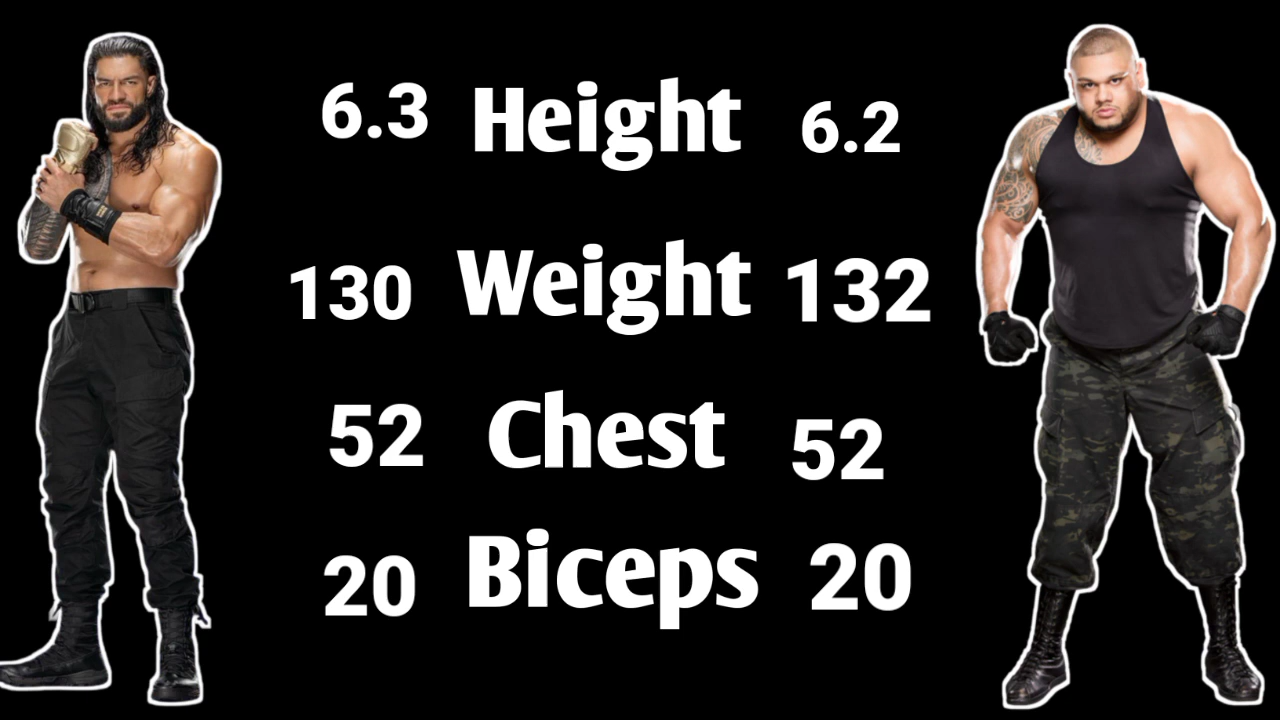 6.3 Height 6.2
130 Weight 132
52 Chest 52
20 Biceps 20